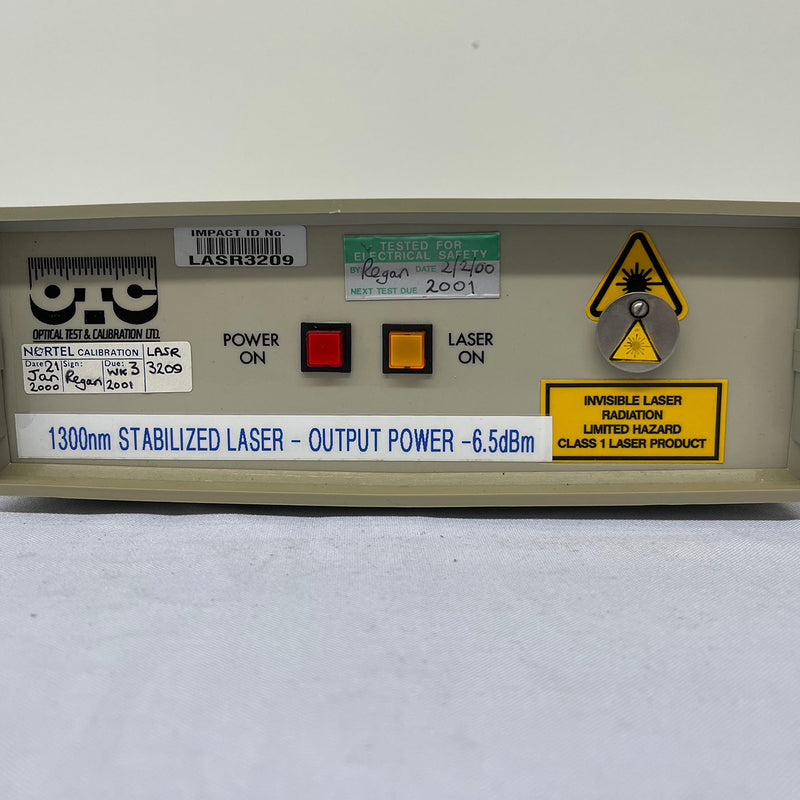 IMPACT ID No.
LASR3209
TESTED FOR
ELECTRICAL SAFETY
BY: Regan DATE 2/2/00
NEXT TEST DUE 2001
OTC
OPTICAL TEST & CALIBRATION LTD.
NORTEL CALIBRATION LASR
3209
Date: 21 Jan 2000
Sign: Regan
Due: WK3 2001
POWER
ON
LASER
ON
INVISIBLE LASER
RADIATION
LIMITED HAZARD
CLASS 1 LASER PRODUCT
1300nm STABILIZED LASER - OUTPUT POWER -6.5dBm